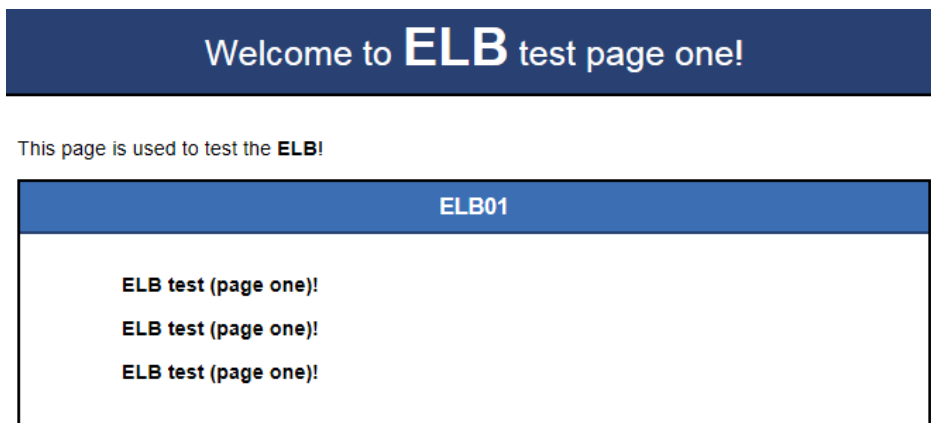 Welcome to ELB test page one!
This page is used to test the ELB!
ELB01
ELB test (page one)!
ELB test (page one)!
ELB test (page one)!